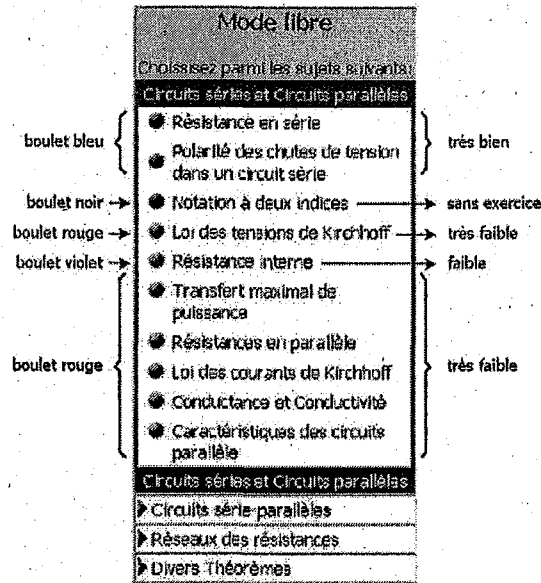 Mode libre
Choissisez parmi les sujets suivants:
Circuits séries et Circuits parallèles
boulet bleu
Résistance en série
Polarité des chutes de tension
dans un circuit série
très bien
boulet noir
Notation à deux indices
sans exercice
boulet rouge
Loi des tensions de Kirchhoff
très faible
boulet violet
Résistance interne
faible
boulet rouge
Transfert maximal de
puissance
Résistances en parallèle
Loi des courants de Kirchhoff
Conductance et Conductivité
Caractéristiques des circuits
parallèle
très faible
Circuits séries et Circuits parallèles
Circuits série-parallèles
Réseaux des résistances
Divers Théorèmes